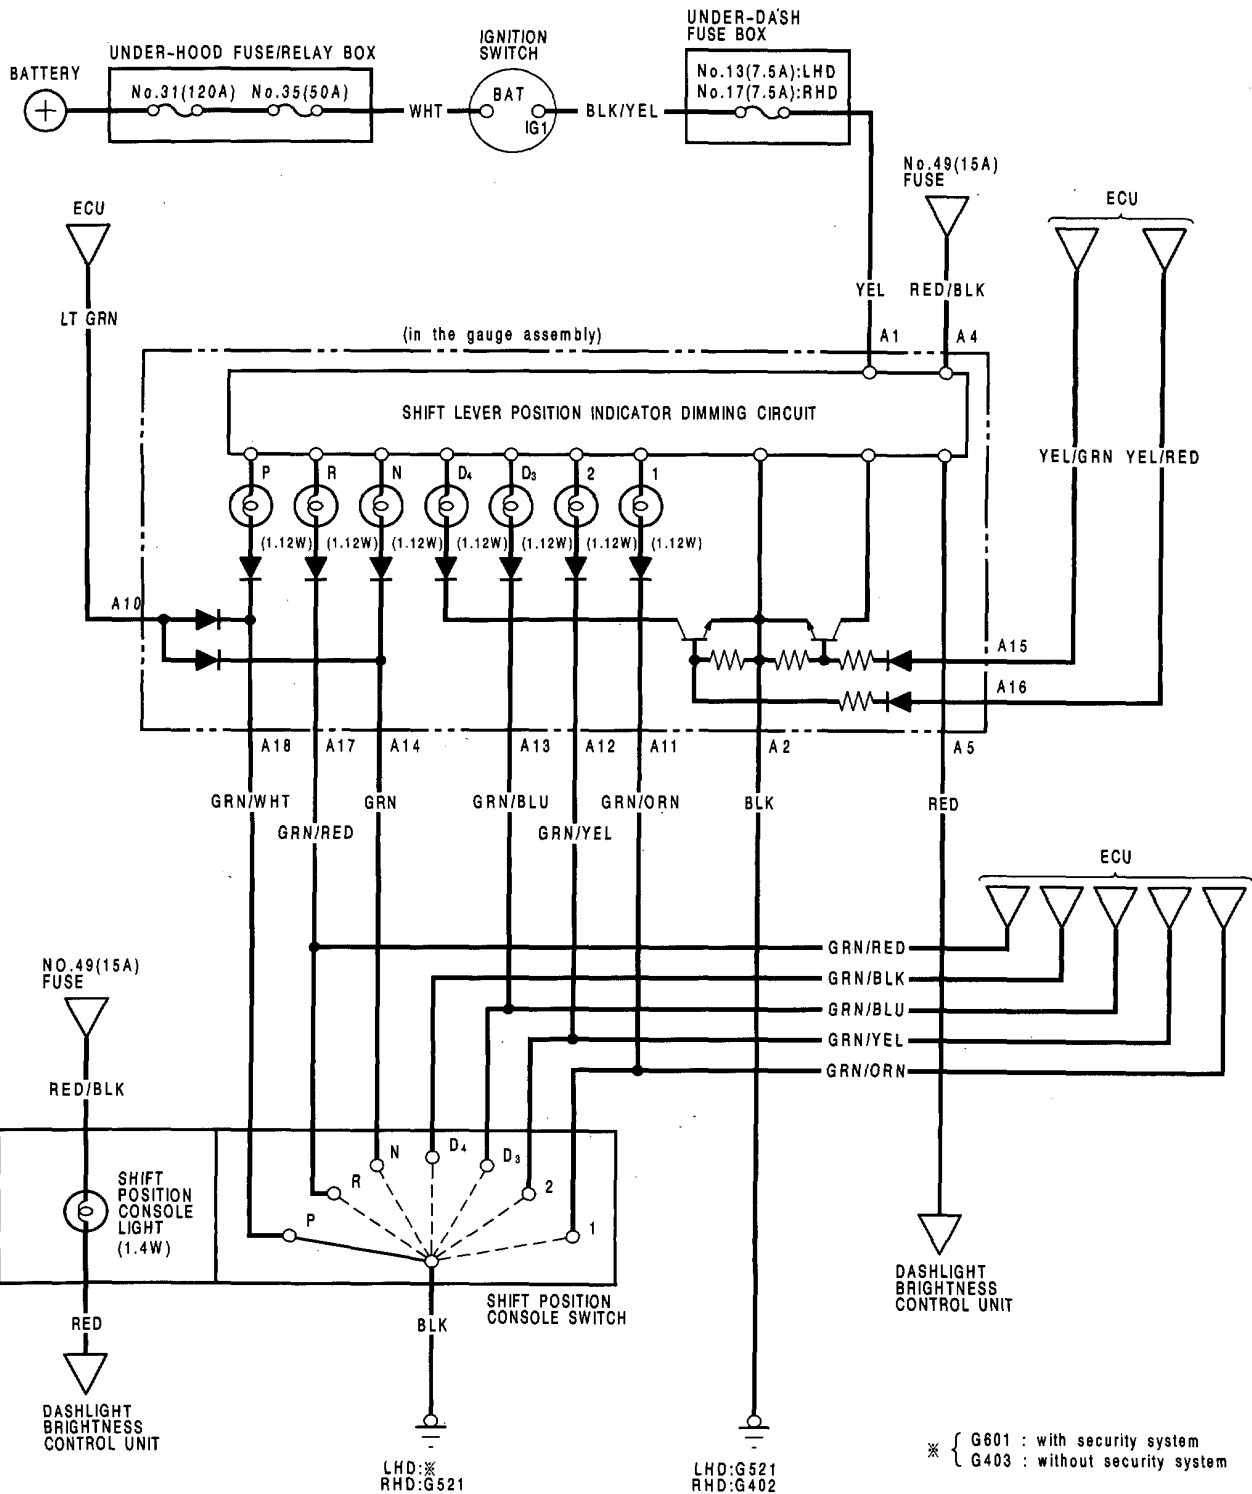 UNDER-HOOD FUSE/RELAY BOX
IGNITION
SWITCH
UNDER-DASH
FUSE BOX
BATTERY
No.31(120A) No.35(50A)
WHT
BAT
IG1
BLK/YEL
No.13(7.5A):LHD
No.17(7.5A):RHD
No.49(15A)
FUSE
ECU
ECU
LT GRN
YEL
RED/BLK
(in the gauge assembly)
A1
A4
SHIFT LEVER POSITION INDICATOR DIMMING CIRCUIT
YEL/GRN YEL/RED
P R N D4 D3 2 1
(1.12W) (1.12W) (1.12W) (1.12W) (1.12W) (1.12W) (1.12W)
A10
A15
A16
A18 A17 A14 A13 A12 A11 A2 A5
GRN/WHT GRN GRN/BLU GRN/ORN BLK RED
GRN/RED GRN/YEL
ECU
GRN/RED
GRN/BLK
GRN/BLU
GRN/YEL
GRN/ORN
NO.49(15A)
FUSE
RED/BLK
SHIFT
POSITION
CONSOLE
LIGHT
(1.4W)
P R N D4 D3 2 1
SHIFT POSITION
CONSOLE SWITCH
RED
BLK
DASHLIGHT
BRIGHTNESS
CONTROL UNIT
DASHLIGHT
BRIGHTNESS
CONTROL UNIT
LHD:※
RHD:G521
LHD:G521
RHD:G402
※ { G601 : with security system
G403 : without security system